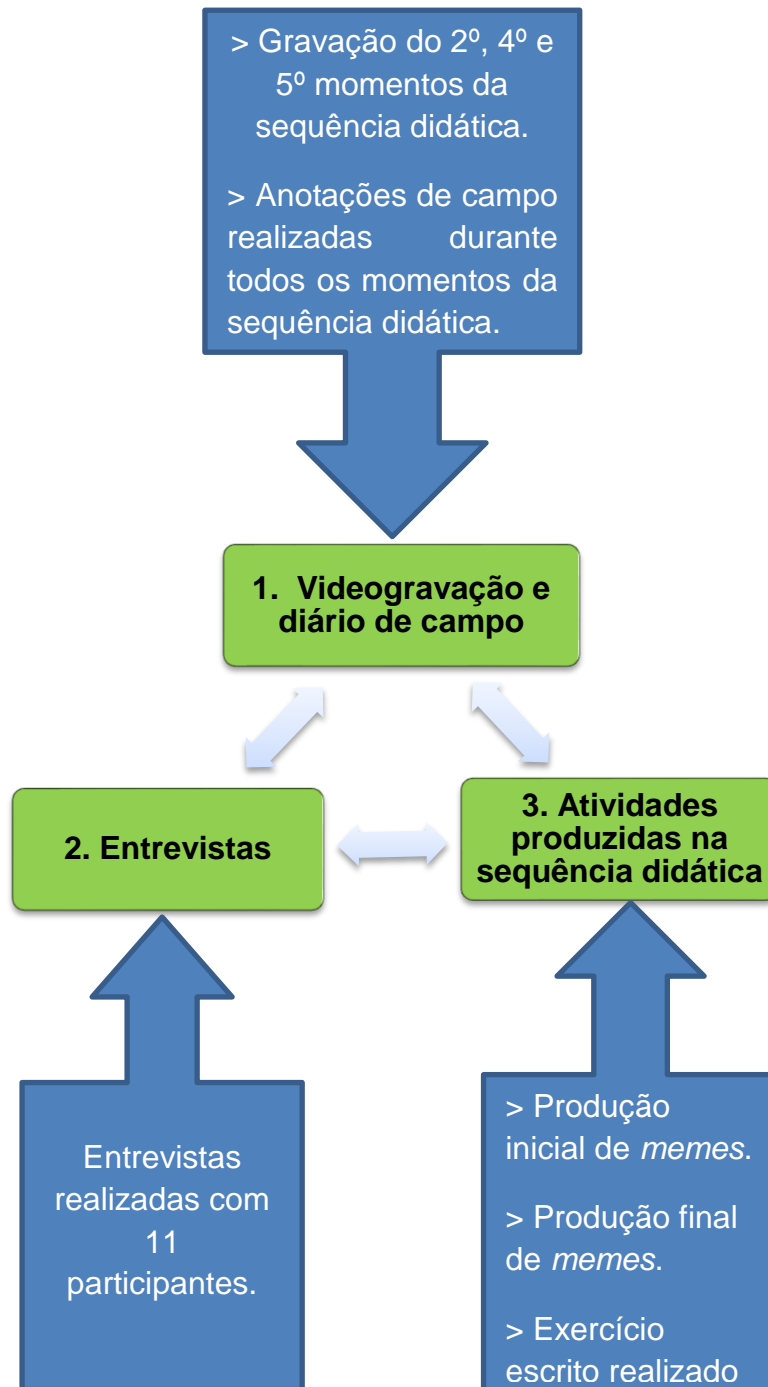 > Gravação do 2º, 4º e
5º momentos da
sequência didática.
> Anotações de campo
realizadas durante
todos os momentos da
sequência didática.
1. Videogravação e
diário de campo
2. Entrevistas
3. Atividades
produzidas na
sequência didática
Entrevistas
realizadas com
11
participantes.
> Produção
inicial de memes.
> Produção final
de memes.
> Exercício
escrito realizado